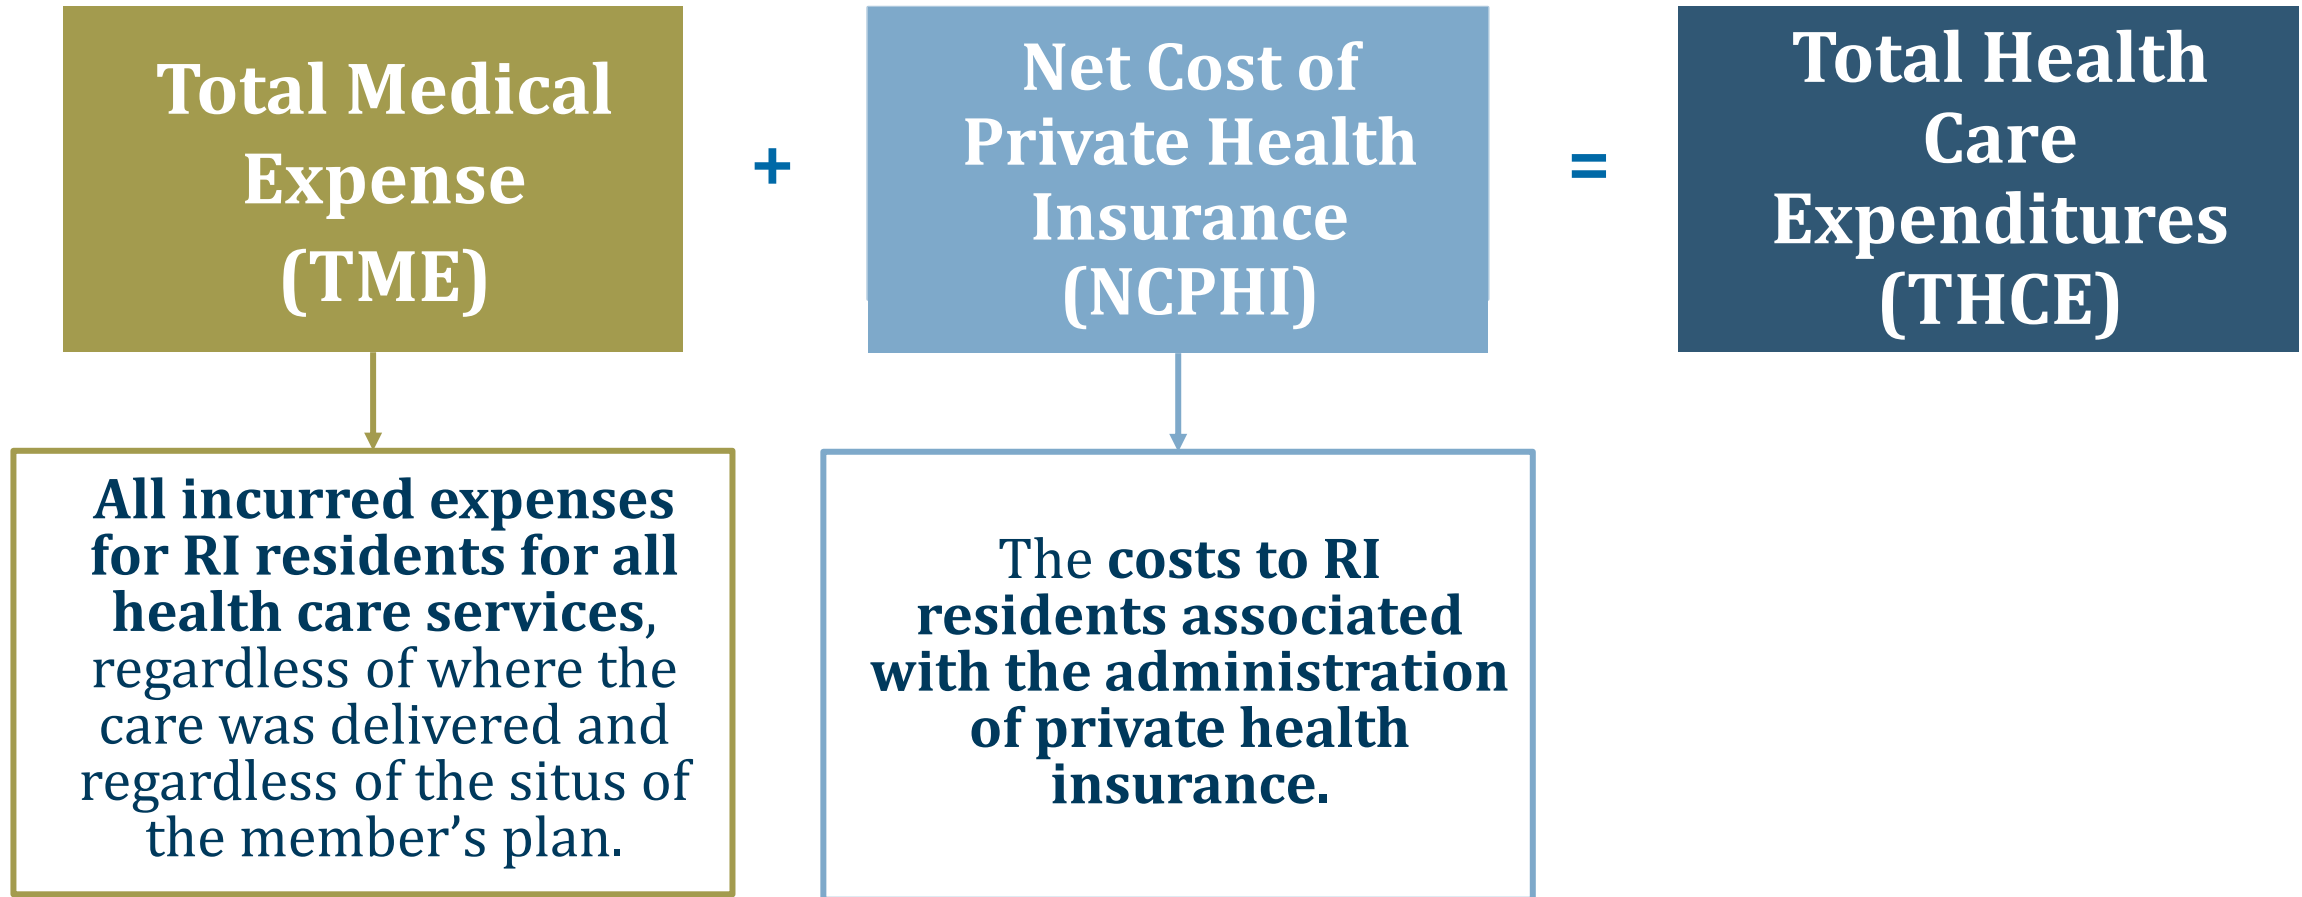 Total Medical
Expense
(TME)
+
Net Cost of
Private Health
Insurance
(NCPHI)
=
Total Health
Care
Expenditures
(THCE)
All incurred expenses
for RI residents for all
health care services,
regardless of where the
care was delivered and
regardless of the situs of
the member’s plan.
The costs to RI
residents associated
with the administration
of private health
insurance.